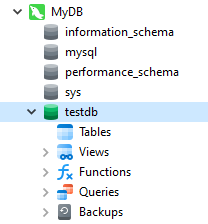 MyDB
information_schema
mysql
performance_schema
sys
testdb
Tables
Views
Functions
Queries
Backups